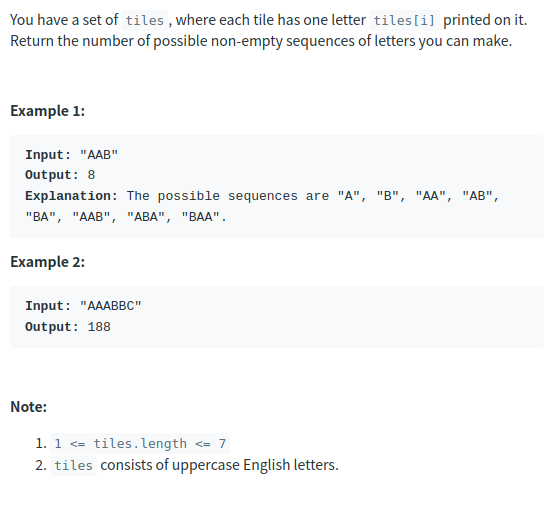 You have a set of tiles , where each tile has one letter tiles[i] printed on it.
Return the number of possible non-empty sequences of letters you can make.
Example 1:
Input: "AAB"
Output: 8
Explanation: The possible sequences are "A", "B", "AA", "AB",
"BA", "AAB", "ABA", "BAA".
Example 2:
Input: "AAABBC"
Output: 188
Note:
1. 1 <= tiles.length <= 7
2. tiles consists of uppercase English letters.